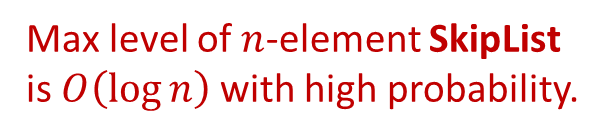 Max level of n-element SkipList
is O(log n) with high probability.